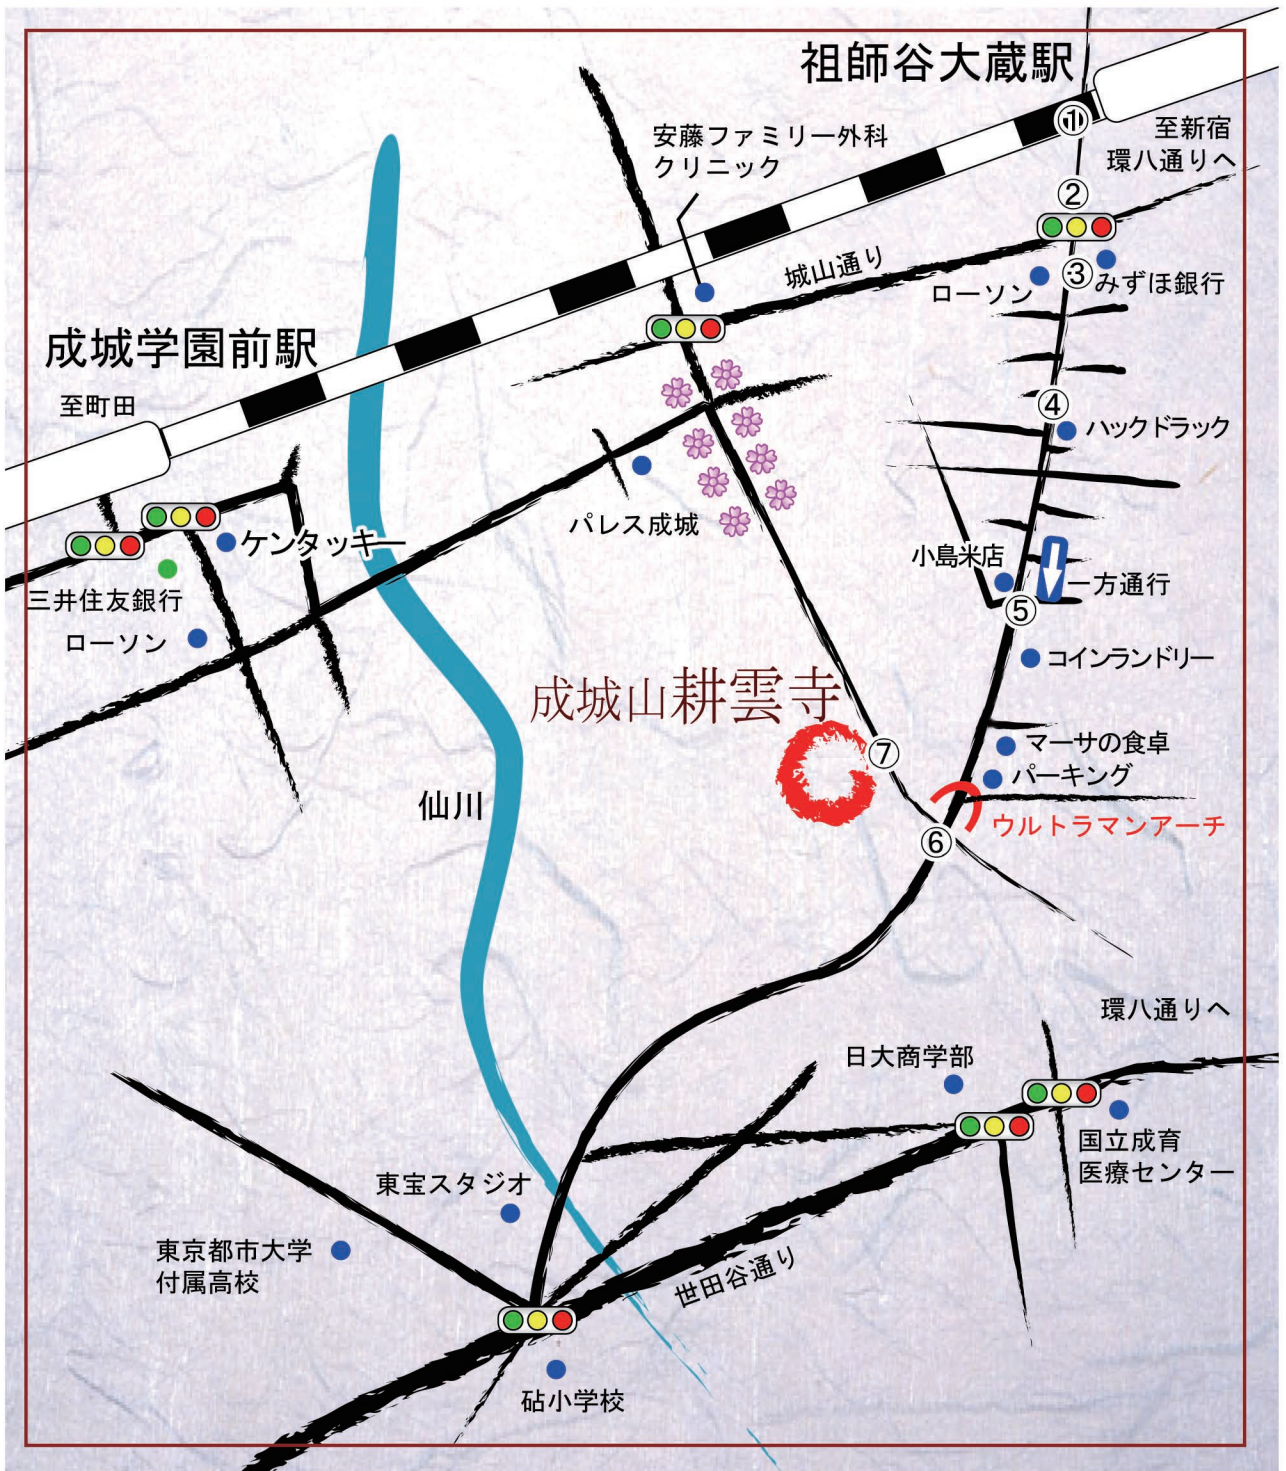 祖師谷大蔵駅
①
至新宿
環八通りへ
安藤ファミリー外科
クリニック
②
城山通り
ローソン
③
みずほ銀行
成城学園前駅
至町田
④
ハックドラック
パレス成城
ケンタッキー
小島米店
一方通行
三井住友銀行
⑤
ローソン
コインランドリー
成城山耕雲寺
⑦
マーサの食卓
パーキング
仙川
ウルトラマンアーチ
⑥
環八通りへ
日大商学部
国立成育
医療センター
東宝スタジオ
東京都市大学
付属高校
世田谷通り
砧小学校